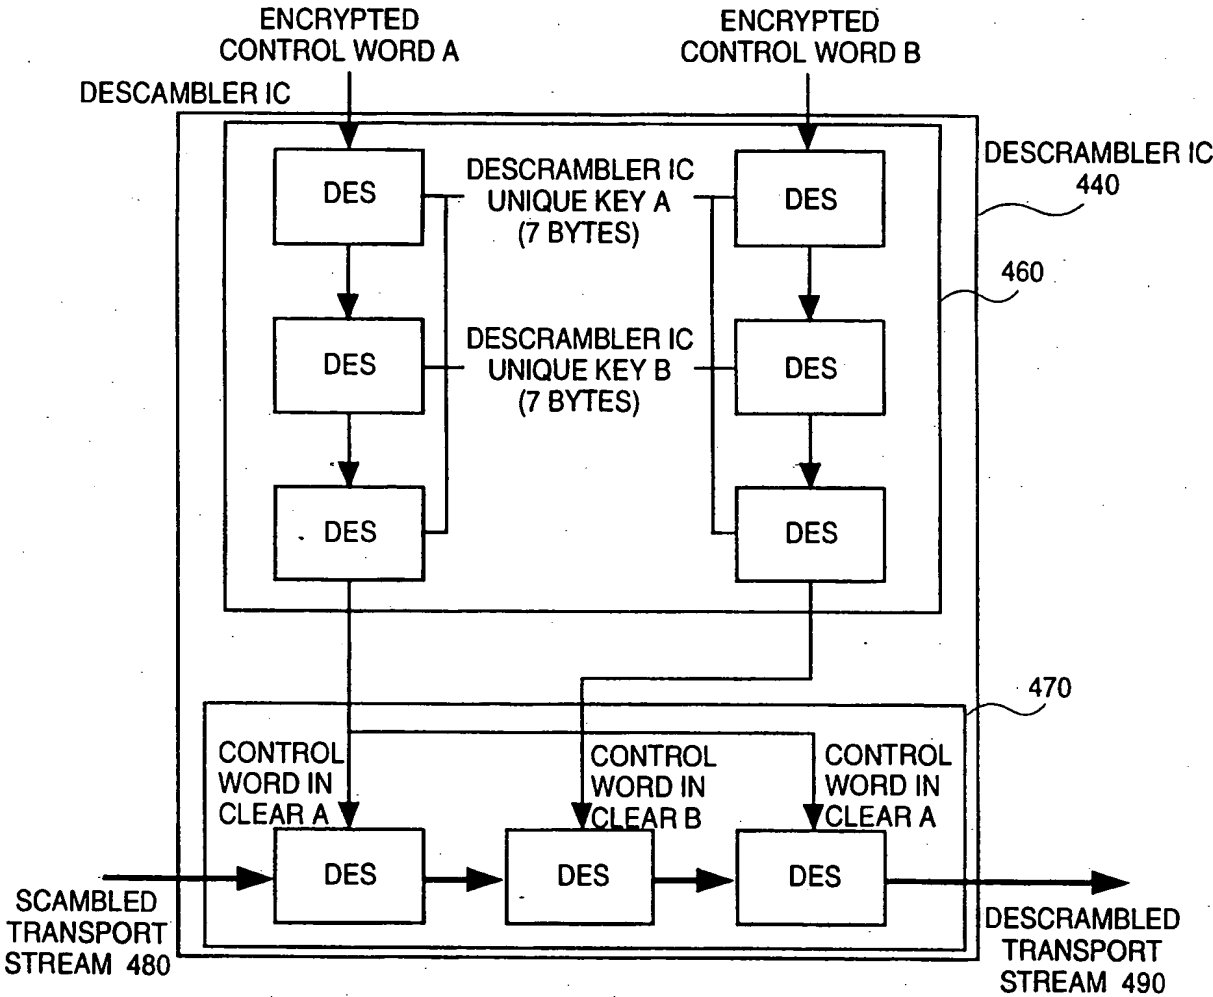 ENCRYPTED
CONTROL WORD A
ENCRYPTED
CONTROL WORD B
DESCAMBLER IC
DESCRAMBLER IC
440
DES
DESCRAMBLER IC
UNIQUE KEY A
(7 BYTES)
DES
460
DES
DESCRAMBLER IC
UNIQUE KEY B
(7 BYTES)
DES
DES
DES
470
CONTROL
WORD IN
CLEAR A
CONTROL
WORD IN
CLEAR B
CONTROL
WORD IN
CLEAR A
DES
DES
DES
SCAMBLED
TRANSPORT
STREAM 480
DESCRAMBLED
TRANSPORT
STREAM 490